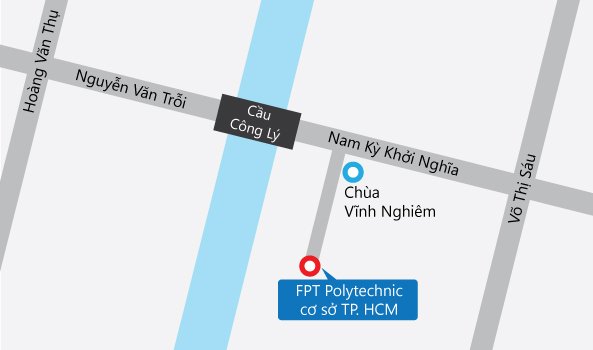 Hoàng Văn Thụ
Nguyễn Văn Trỗi
Cầu
Công Lý
Nam Kỳ Khởi Nghĩa
Chùa
Vĩnh Nghiêm
Võ Thị Sáu
FPT Polytechnic
cơ sở TP. HCM